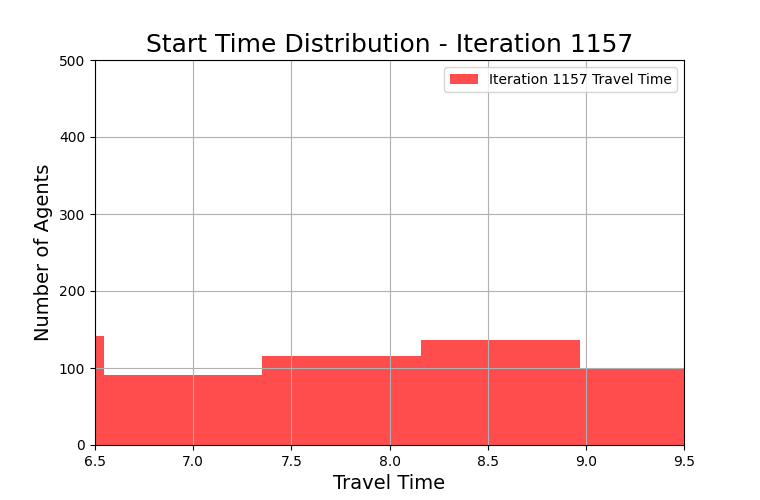 Start Time Distribution - Iteration 1157
500
400
300
200
100
0
Number of Agents
Iteration 1157 Travel Time
6.5 7.0 7.5 8.0 8.5 9.0 9.5
Travel Time